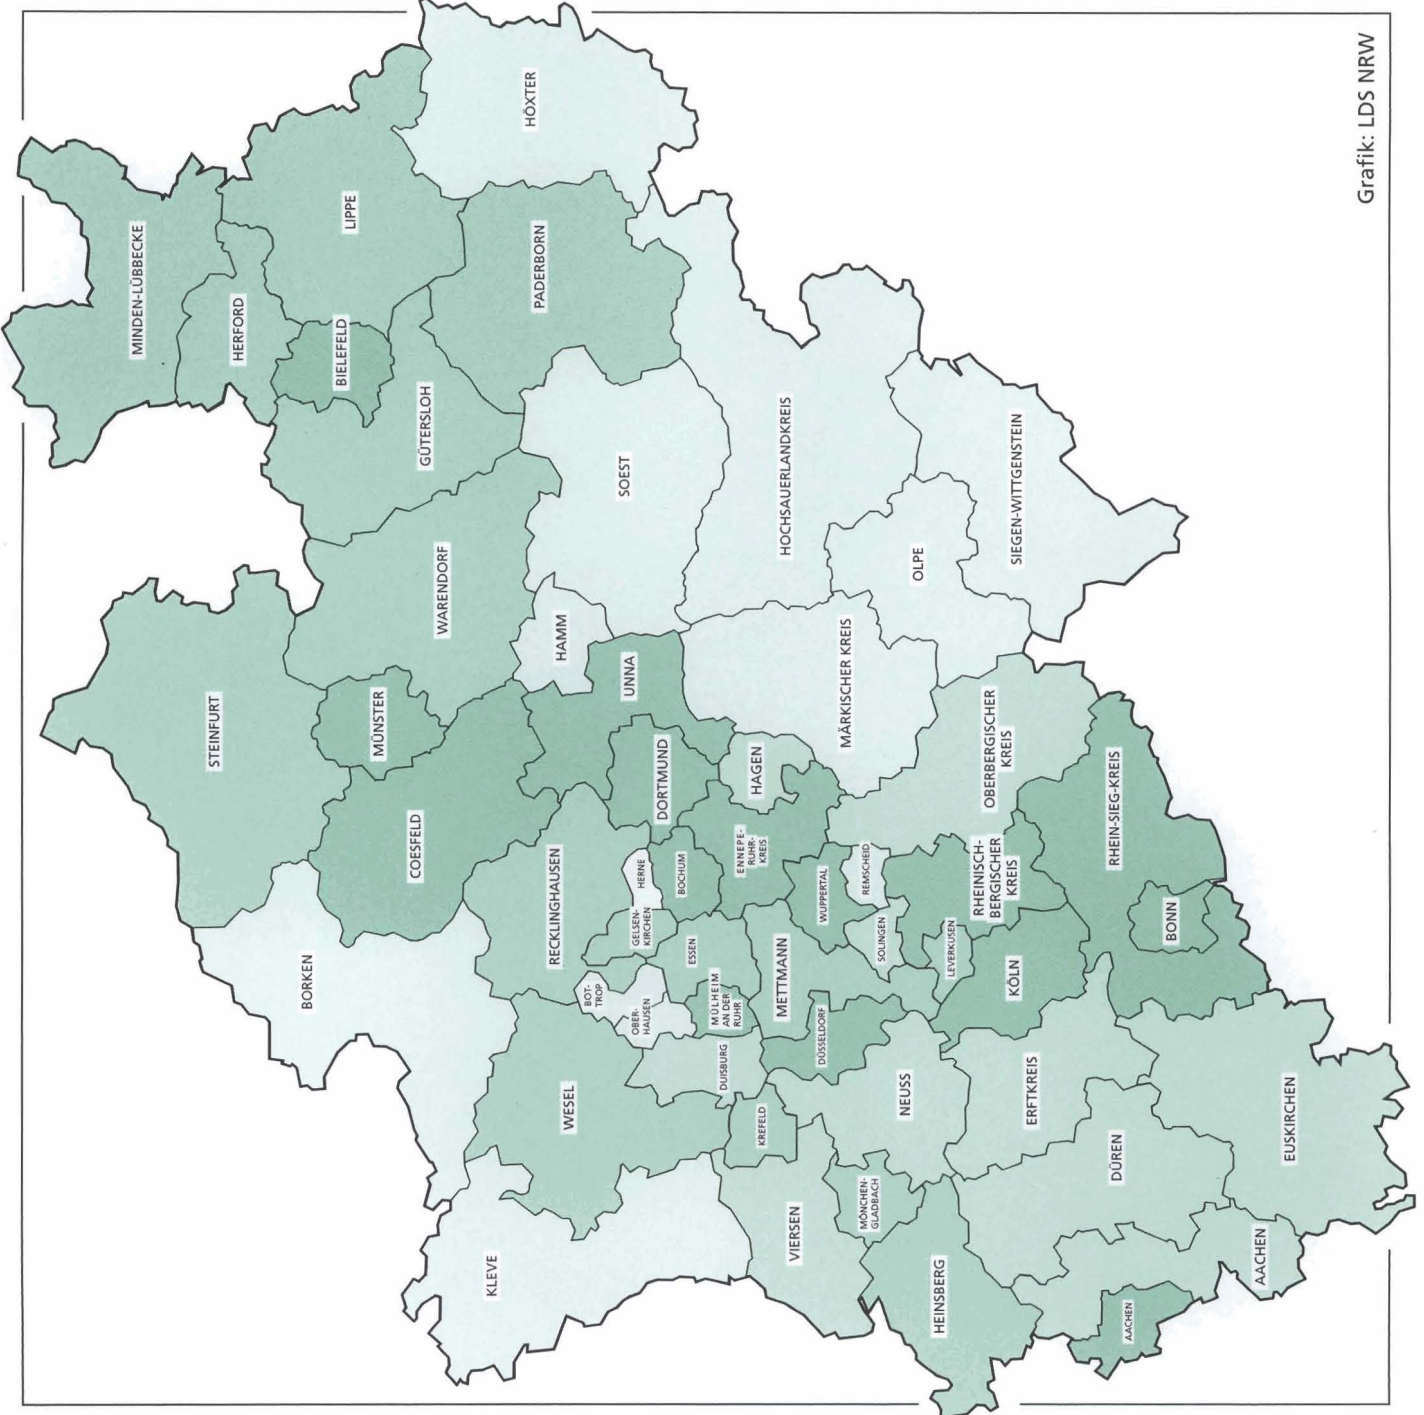 MINDEN-LÜBBECKE
HERFORD
LIPPE
BIELEFELD
GÜTERSLOH
HÖXTER
PADERBORN
STEINFURT
WARENDORF
MÜNSTER
COESFELD
BORKEN
SOEST
HAMM
UNNA
DORTMUND
RECKLINGHAUSEN
HERNE
BOCHUM
GELSEN-
KIRCHEN
BOT-
TROP
OBER-
HAUSEN
ESSEN
MÜLHEIM
AN DER
RUHR
DUISBURG
WESEL
KLEVE
KREFELD
VIERSEN
MÖNCHEN-
GLADBACH
NEUSS
DÜSSELDORF
METTMANN
WUPPERTAL
ENNEPE-
RUHR-
KREIS
HAGEN
REMSCHEID
SOLINGEN
LEVERKUSEN
MÄRKISCHER KREIS
HOCHSAUERLANDKREIS
OLPE
SIEGEN-WITTGENSTEIN
OBERBERGISCHER
KREIS
RHEINISCH-
BERGISCHER
KREIS
KÖLN
RHEIN-SIEG-KREIS
BONN
ERFTKREIS
DÜREN
HEINSBERG
AACHEN
AACHEN
EUSKIRCHEN
Grafik: LDS NRW